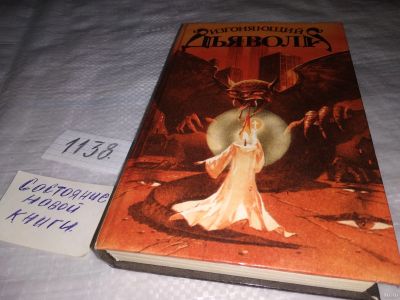 ИЗГОНЯЮЩИЙ
ДЬЯВОЛА
1138.
Состояние
новой
книги.